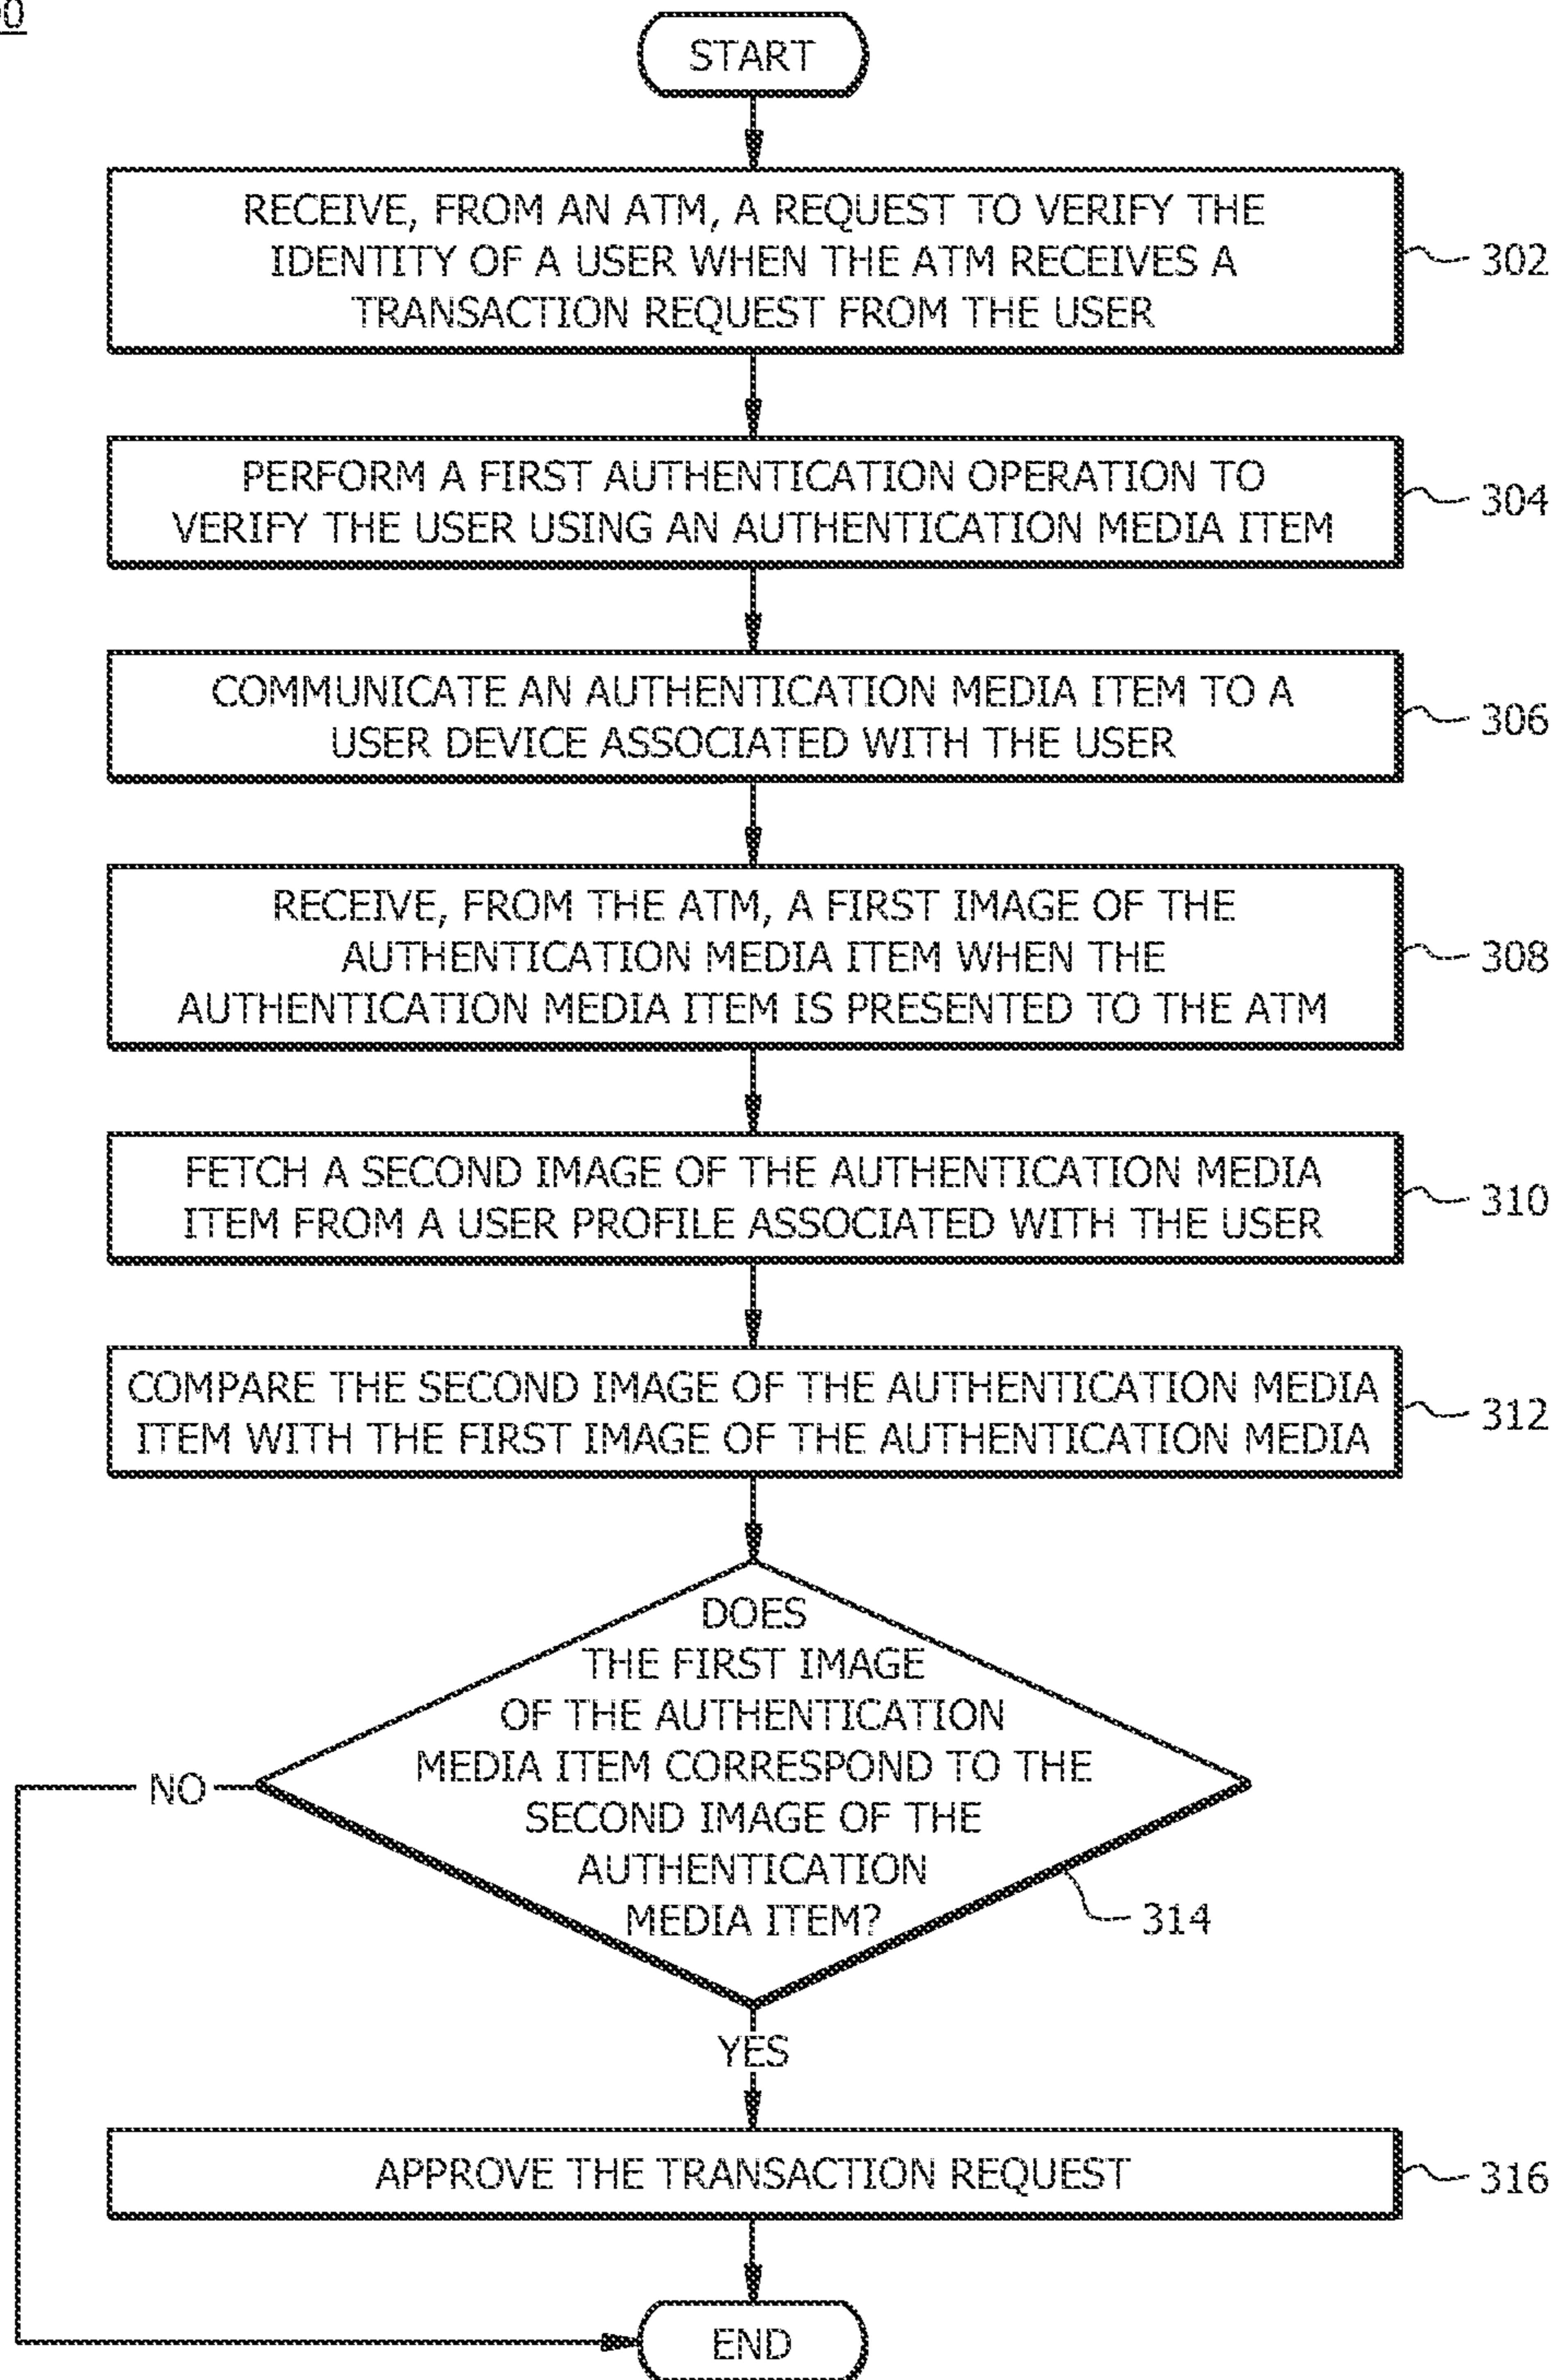 START
RECEIVE, FROM AN ATM, A REQUEST TO VERIFY THE
IDENTITY OF A USER WHEN THE ATM RECEIVES A
TRANSACTION REQUEST FROM THE USER
302
PERFORM A FIRST AUTHENTICATION OPERATION TO
VERIFY THE USER USING AN AUTHENTICATION MEDIA ITEM
304
COMMUNICATE AN AUTHENTICATION MEDIA ITEM TO A
USER DEVICE ASSOCIATED WITH THE USER
306
RECEIVE, FROM THE ATM, A FIRST IMAGE OF THE
AUTHENTICATION MEDIA ITEM WHEN THE
AUTHENTICATION MEDIA ITEM IS PRESENTED TO THE ATM
308
FETCH A SECOND IMAGE OF THE AUTHENTICATION MEDIA
ITEM FROM A USER PROFILE ASSOCIATED WITH THE USER
310
COMPARE THE SECOND IMAGE OF THE AUTHENTICATION MEDIA
ITEM WITH THE FIRST IMAGE OF THE AUTHENTICATION MEDIA
312
DOES
THE FIRST IMAGE
OF THE AUTHENTICATION
MEDIA ITEM CORRESPOND TO THE
SECOND IMAGE OF THE
AUTHENTICATION
MEDIA ITEM?
314
NO
YES
APPROVE THE TRANSACTION REQUEST
316
END